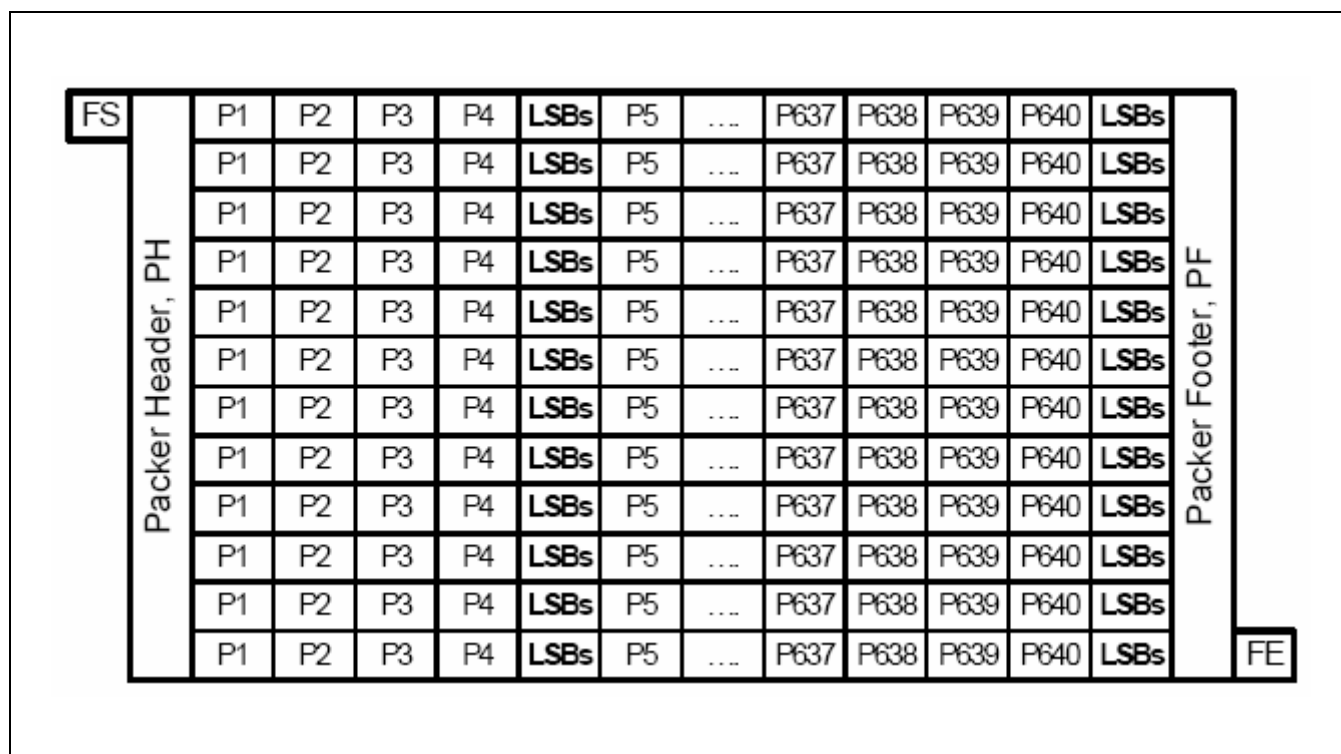 FS P1 P2 P3 P4 LSBs P5 .... P637 P638 P639 P640 LSBs
P1 P2 P3 P4 LSBs P5 .... P637 P638 P639 P640 LSBs
P1 P2 P3 P4 LSBs P5 .... P637 P638 P639 P640 LSBs
P1 P2 P3 P4 LSBs P5 .... P637 P638 P639 P640 LSBs
P1 P2 P3 P4 LSBs P5 .... P637 P638 P639 P640 LSBs
P1 P2 P3 P4 LSBs P5 .... P637 P638 P639 P640 LSBs
P1 P2 P3 P4 LSBs P5 .... P637 P638 P639 P640 LSBs
P1 P2 P3 P4 LSBs P5 .... P637 P638 P639 P640 LSBs
P1 P2 P3 P4 LSBs P5 .... P637 P638 P639 P640 LSBs
P1 P2 P3 P4 LSBs P5 .... P637 P638 P639 P640 LSBs
P1 P2 P3 P4 LSBs P5 .... P637 P638 P639 P640 LSBs
P1 P2 P3 P4 LSBs P5 .... P637 P638 P639 P640 LSBs FE
Packer Header, PH
Packer Footer, PF